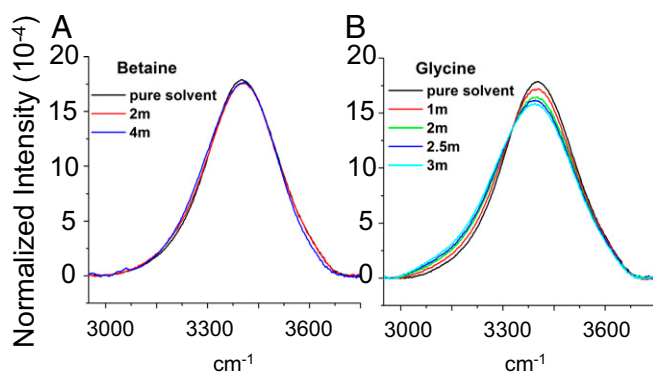 A
B
Normalized Intensity (10-4)
20
15
10
5
0
Betaine
pure solvent
2m
4m
3000
3300
3600
cm-1
20
15
10
5
0
Glycine
pure solvent
1m
2m
2.5m
3m
3000
3300
3600
cm-1